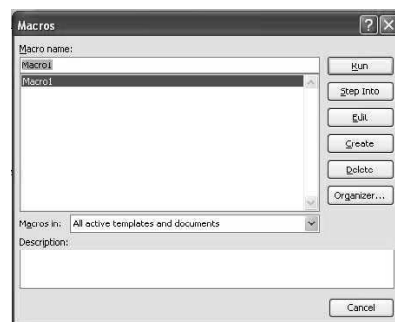 Macros
Macro name:
Macro1
Macro1
Run
Step Into
Edit
Create
Delete
Organizer...
Macros in: All active templates and documents
Description:
Cancel